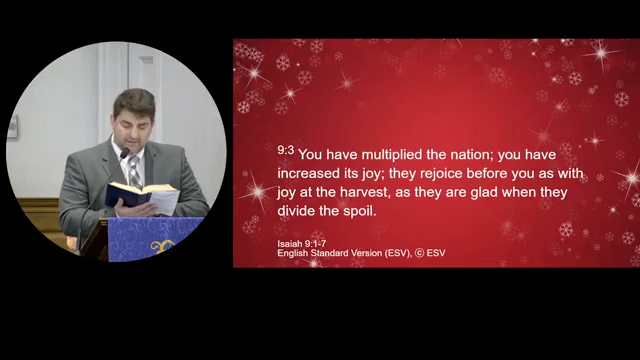 9:3 You have multiplied the nation; you have
increased its joy; they rejoice before you as with
joy at the harvest, as they are glad when they
divide the spoil.
Isaiah 9:1-7
English Standard Version (ESV), ⓒ ESV